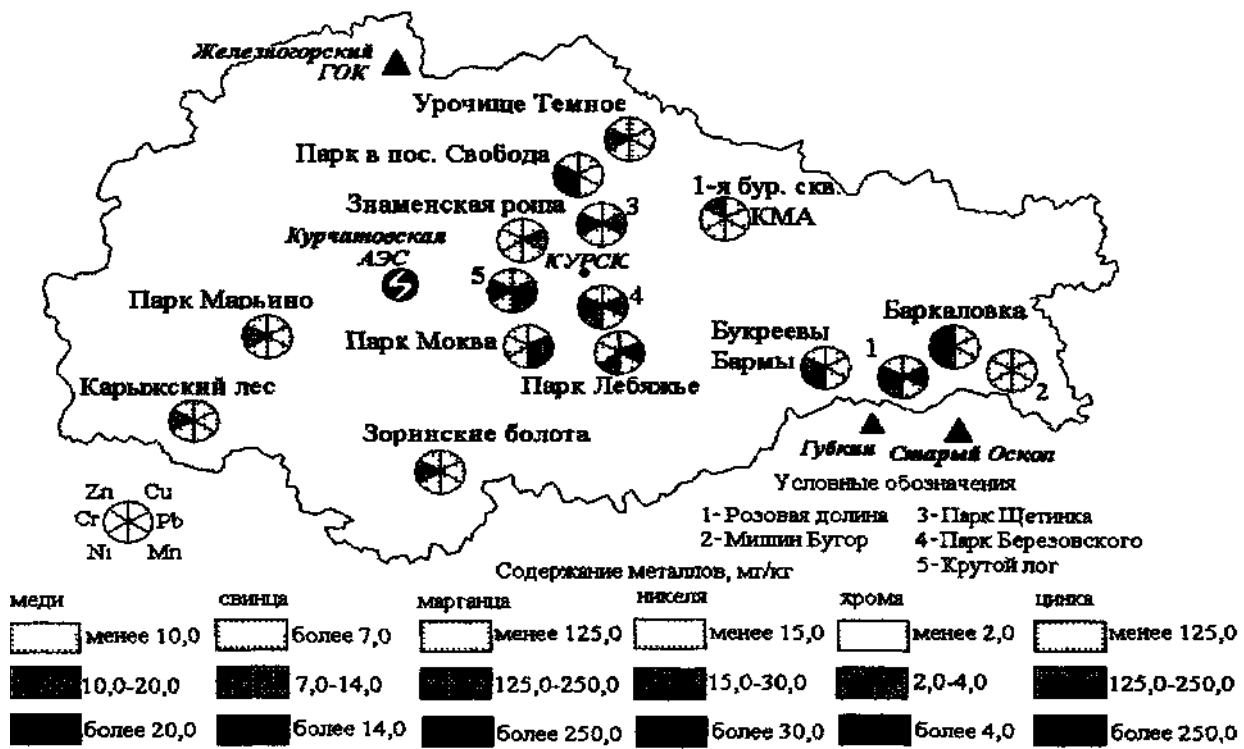 Железногорский
ГОК
Урочище Темное
Парк в пос. Свобода
1-я бур. скв.
КМА
Знаменская роща
3
Курчатовская
АЭС
КУРСК
5
4
Парк Марьино
Парк Моква
Парк Лебяжье
Букреевы
Бармы
1
Баркаловка
2
Карыжский лес
Зоринские болота
Губкин
Старый Оскол
Условные обозначения
Zn Cu
Cr Pb
Ni Mn
1- Розовая долина
2- Мишин Бугор
3- Парк Щетинка
4- Парк Березовского
5- Крутой лог
Содержание металлов, мг/кг
меди свинца марганца никеля хрома цинка
менее 10,0 более 7,0 менее 125,0 менее 15,0 менее 2,0 менее 125,0
10,0-20,0 7,0-14,0 125,0-250,0 15,0-30,0 2,0-4,0 125,0-250,0
более 20,0 более 14,0 более 250,0 более 30,0 более 4,0 более 250,0